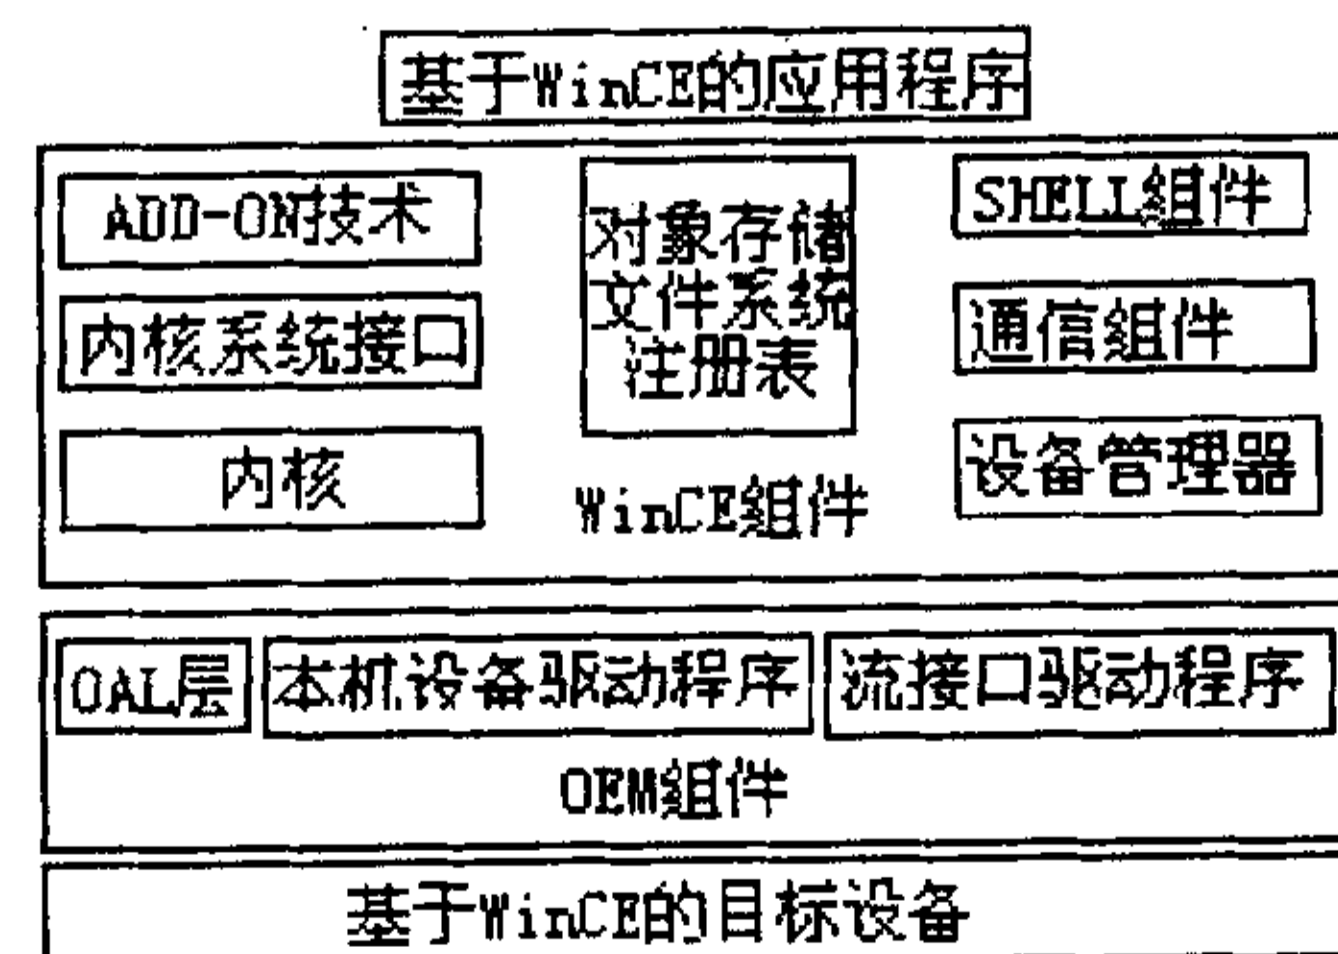 基于WinCE的应用程序
ADD-ON技术
内核系统接口
内核
对象存储
文件系统
注册表
WinCE组件
SHELL组件
通信组件
设备管理器
OAL层
本机设备驱动程序
流接口驱动程序
OEM组件
基于WinCE的目标设备